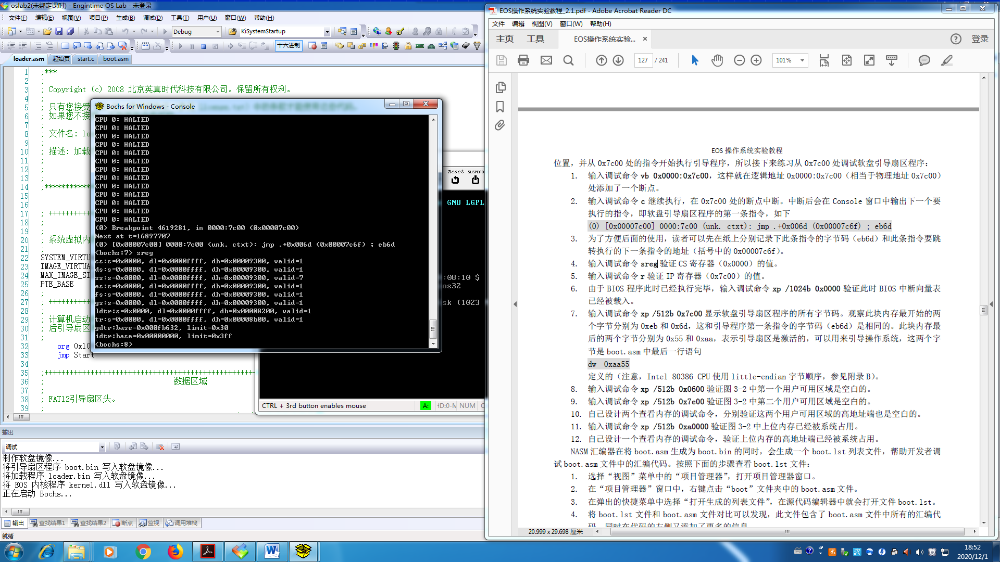 oslab2(未绑定课时) - Engintime OS Lab - 未登录
文件(F) 编辑(E) 视图(V) 项目(P) 生成(B) 调试(D) 工具(T) 用户(U) 窗口(W) 帮助(H)
Debug KiSystemStartup
十六进制
loader.asm 起始页 start.c boot.asm
1 ;***
2 ;
3 ; Copyright (c) 2008 北京英真时代科技有限公司。保留所有权利。
4 ;
5 ; 只有您接受
6 ; 如果您不接
7 ;
8 ; 文件名: lo
9 ;
10 ; 描述: 加载
11 ;
12 ;
13 ;
14 ;*************
15
16
17 ; ++++++++++
18 ;
19 ;
20 ; 系统虚拟内
21 ;
22 SYSTEM_VIRTU
23 IMAGE_VIRTUA
24 MAX_IMAGE_SI
25 PTE_BASE
26 ;
27 ; ++++++++++
28 ;
29 ; 计算机启动
30 ; 后引导扇区
31 ;
32 org 0x10
33 jmp Start
34
35 ;++++++++++++++++++++++++++++++++++++++++++++++++++
36 ; 数据区域
37 ;
38 ; FAT12引导扇区头。
39 ;
Bochs for Windows - Console
CPU 0: HALTED
CPU 0: HALTED
CPU 0: HALTED
CPU 0: HALTED
CPU 0: HALTED
CPU 0: HALTED
CPU 0: HALTED
CPU 0: HALTED
CPU 0: HALTED
CPU 0: HALTED
CPU 0: HALTED
CPU 0: HALTED
CPU 0: HALTED
(0) Breakpoint 4619281, in 0000:7c00 (0x00007c00)
Next at t=16897707
(0) [0x00007c00] 0000:7c00 (unk. ctxt): jmp .+0x006d (0x00007c6f) ; eb6d
<bochs:7> sreg
cs:s=0x0000, dl=0x0000ffff, dh=0x00009300, valid=1
ds:s=0x0000, dl=0x0000ffff, dh=0x00009300, valid=1
ss:s=0x0000, dl=0x0000ffff, dh=0x00009300, valid=7
es:s=0x0000, dl=0x0000ffff, dh=0x00009300, valid=1
fs:s=0x0000, dl=0x0000ffff, dh=0x00009300, valid=1
gs:s=0x0000, dl=0x0000ffff, dh=0x00009300, valid=1
ldtr:s=0x0000, dl=0x0000ffff, dh=0x00008200, valid=1
tr:s=0x0000, dl=0x0000ffff, dh=0x00008b00, valid=1
gdtr:base=0x000fb632, limit=0x30
idtr:base=0x00000000, limit=0x3ff
<bochs:8>
Reset SUSPEND
GNU LGPL
:08:10 $
os32
sk (1023
CTRL + 3rd button enables mouse A: HD:0-M NUM
输出
调试
制作软盘镜像...
将引导扇区程序 boot.bin 写入软盘镜像...
将加载程序 loader.bin 写入软盘镜像...
将 EOS 内核程序 kernel.dll 写入软盘镜像...
正在启动 Bochs...
输出 查找结果1 查找结果2 断点 监视 调用堆栈
就绪
EOS操作系统实验教程_2.1.pdf - Adobe Acrobat Reader DC
文件 编辑 视图(V) 窗口(W) 帮助(H)
主页 工具 EOS操作系统实验... × 登录
127 / 241 101%
EOS 操作系统实验教程
位置，并从 0x7c00 处的指令开始执行引导程序，所以接下来练习从 0x7c00 处调试软盘引导扇区程序：
1. 输入调试命令 vb 0x0000:0x7c00，这样就在逻辑地址 0x0000:0x7c00（相当于物理地址 0x7c00）
处添加了一个断点。
2. 输入调试命令 c 继续执行，在 0x7c00 处的断点中断。中断后会在 Console 窗口中输出下一个要
执行的指令，即软盘引导扇区程序的第一条指令，如下
(0) [0x00007c00] 0000:7c00 (unk. ctxt): jmp .+0x006d (0x00007c6f) ; eb6d
3. 为了方便后面的使用，读者可以先在纸上分别记录下此条指令的字节码（eb6d）和此条指令要跳
转执行的下一条指令的地址（括号中的 0x00007c6f）。
4. 输入调试命令 sreg 验证 CS 寄存器（0x0000）的值。
5. 输入调试命令 r 验证 IP 寄存器（0x7c00）的值。
6. 由于 BIOS 程序此时已经执行完毕，输入调试命令 xp /1024b 0x0000 验证此时 BIOS 中断向量表
已经被载入。
7. 输入调试命令 xp /512b 0x7c00 显示软盘引导扇区程序的所有字节码。观察此块内存最开始的两
个字节分别为 0xeb 和 0x6d，这和引导程序第一条指令的字节码（eb6d）是相同的。此块内存最
后的两个字节分别为 0x55 和 0xaa，表示引导扇区是激活的，可以用来引导操作系统，这两个字
节是 boot.asm 中最后一行语句
dw 0xaa55
定义的（注意，Intel 80386 CPU 使用 little-endian 字节顺序，参见附录 B）。
8. 输入调试命令 xp /512b 0x0600 验证图 3-2 中第一个用户可用区域是空白的。
9. 输入调试命令 xp /512b 0x7e00 验证图 3-2 中第二个用户可用区域是空白的。
10. 自己设计两个查看内存的调试命令，分别验证这两个用户可用区域的高地址端也是空白的。
11. 输入调试命令 xp /512b 0xa0000 验证图 3-2 中上位内存已经被系统占用。
12. 自己设计一个查看内存的调试命令，验证上位内存的高地址端已经被系统占用。
NASM 汇编器在将 boot.asm 生成为 boot.bin 的同时，会生成一个 boot.lst 列表文件，帮助开发者调
试 boot.asm 文件中的汇编代码。按照下面的步骤查看 boot.lst 文件：
1. 选择“视图”菜单中的“项目管理器”，打开项目管理器窗口。
2. 在“项目管理器”窗口中，右键点击“boot”文件夹中的 boot.asm 文件。
3. 在弹出的快捷菜单中选择“打开生成的列表文件”，在源代码编辑器中就会打开文件 boot.lst。
4. 将 boot.lst 文件和 boot.asm 文件对比可以发现，此文件包含了 boot.asm 文件中所有的汇编代
码，同时在代码的左侧又添加了更多的信息
20.999 x 29.698 厘米
18:52
2020/12/1